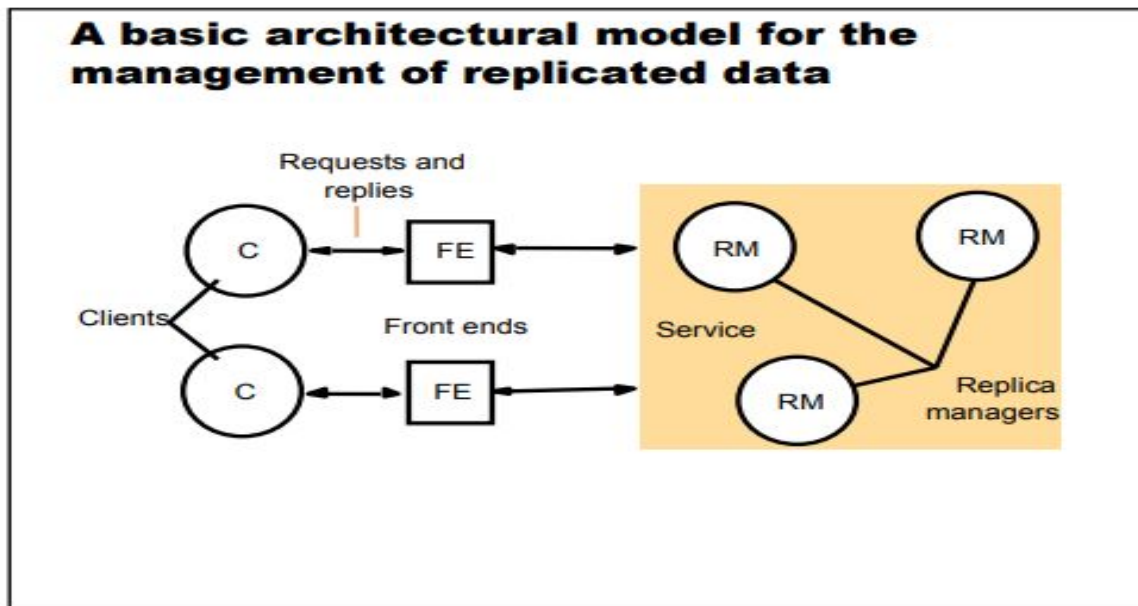 A basic architectural model for the
management of replicated data
Requests and
replies
C
FE
RM
RM
Clients
Front ends
Service
C
FE
RM
Replica
managers